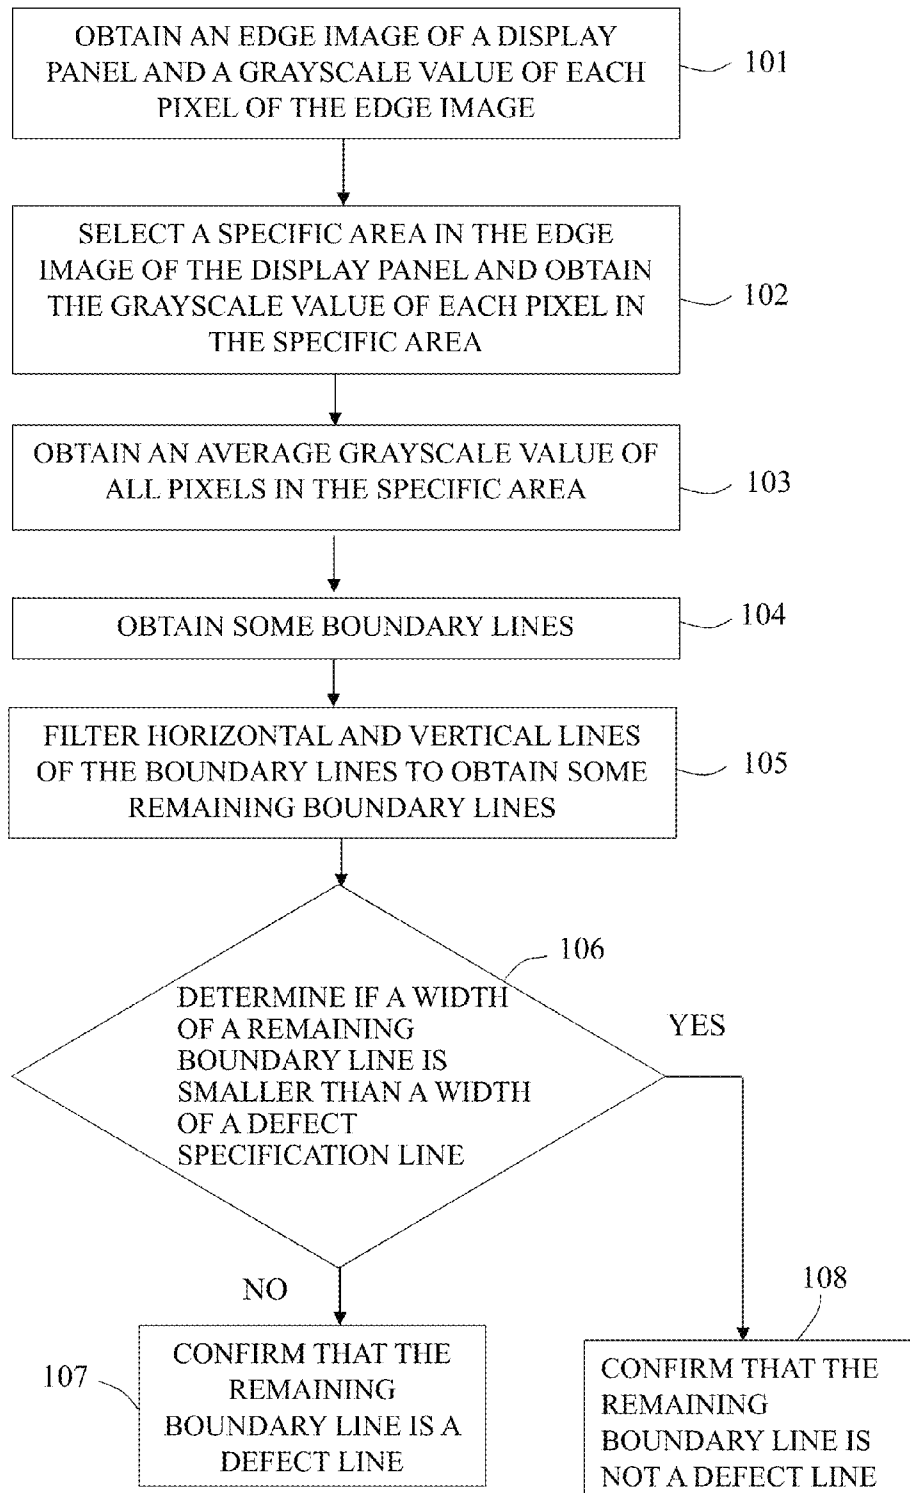 OBTAIN AN EDGE IMAGE OF A DISPLAY
PANEL AND A GRAYSCALE VALUE OF EACH
PIXEL OF THE EDGE IMAGE
101
SELECT A SPECIFIC AREA IN THE EDGE
IMAGE OF THE DISPLAY PANEL AND OBTAIN
THE GRAYSCALE VALUE OF EACH PIXEL IN
THE SPECIFIC AREA
102
OBTAIN AN AVERAGE GRAYSCALE VALUE OF
ALL PIXELS IN THE SPECIFIC AREA
103
OBTAIN SOME BOUNDARY LINES
104
FILTER HORIZONTAL AND VERTICAL LINES
OF THE BOUNDARY LINES TO OBTAIN SOME
REMAINING BOUNDARY LINES
105
106
DETERMINE IF A WIDTH
OF A REMAINING
BOUNDARY LINE IS
SMALLER THAN A WIDTH
OF A DEFECT
SPECIFICATION LINE
YES
NO
108
107
CONFIRM THAT THE
REMAINING
BOUNDARY LINE IS A
DEFECT LINE
CONFIRM THAT THE
REMAINING
BOUNDARY LINE IS
NOT A DEFECT LINE